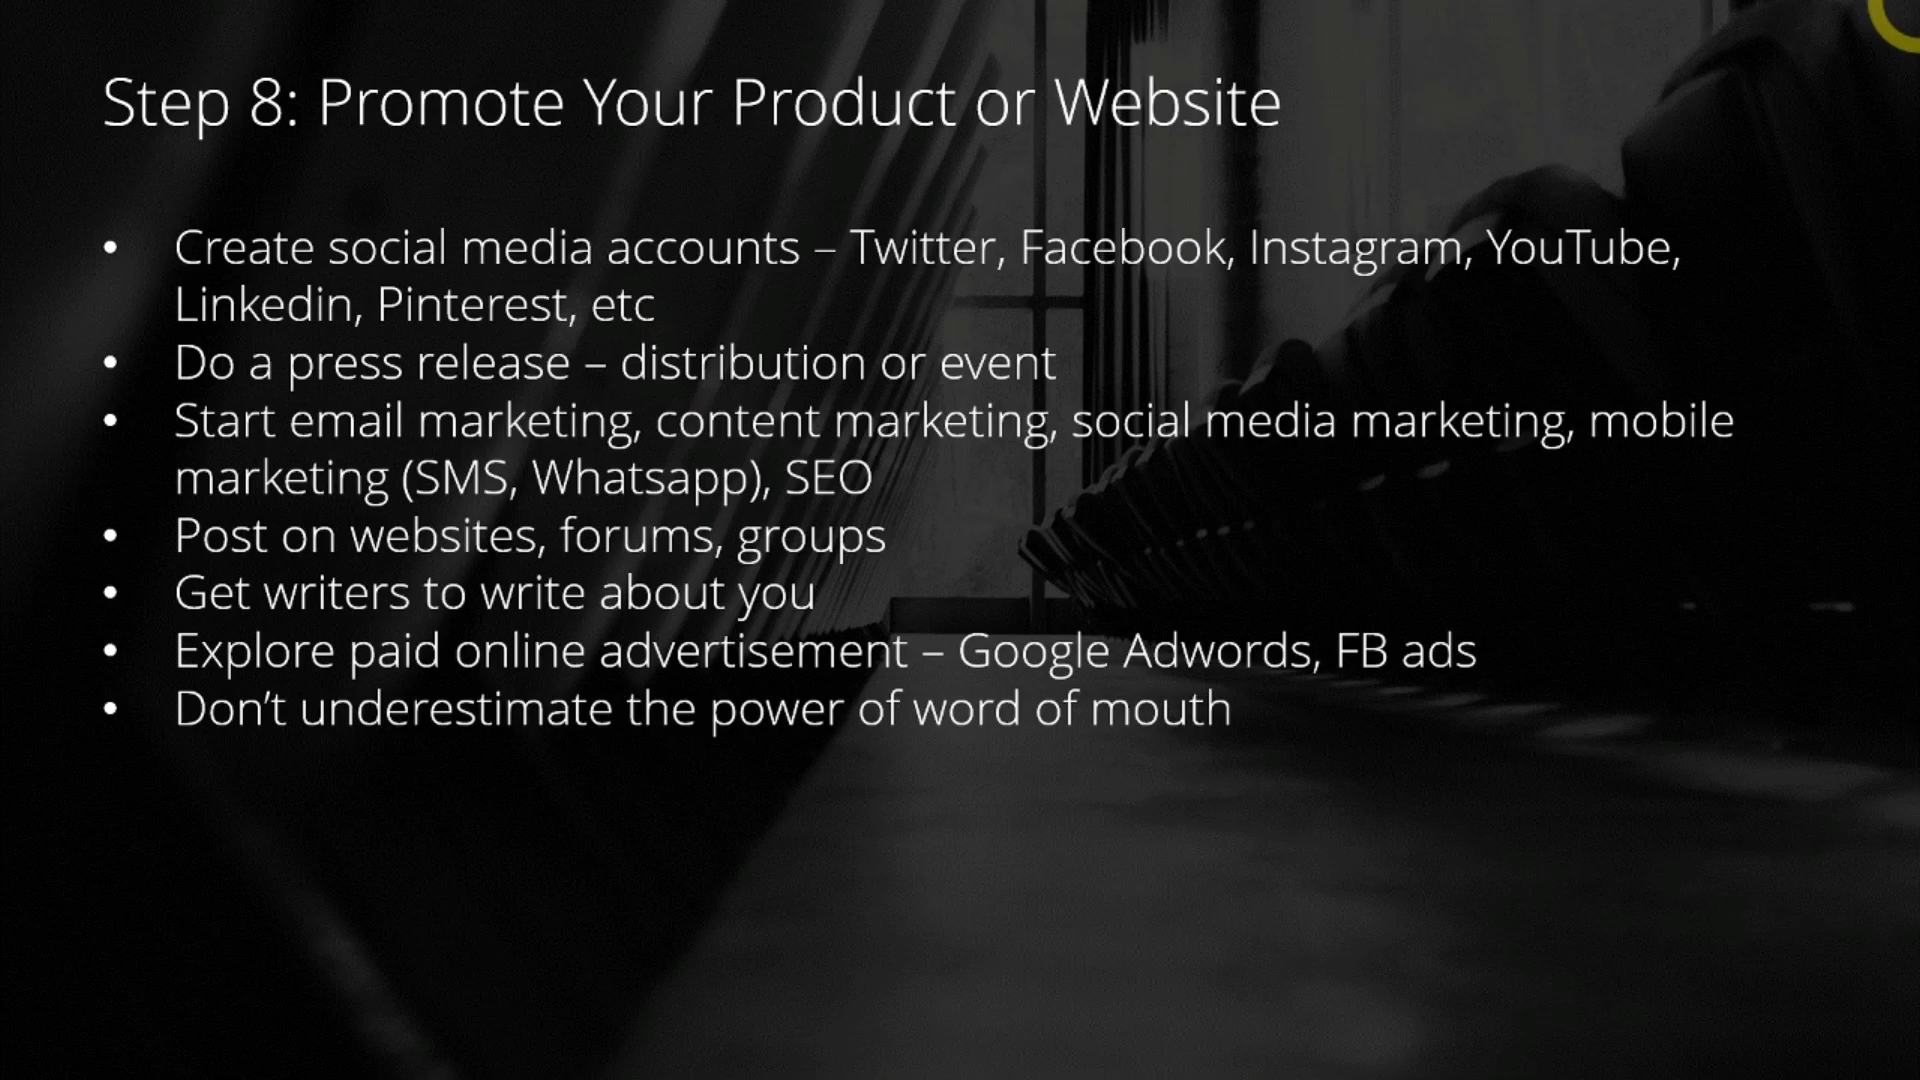 Step 8: Promote Your Product or Website
• Create social media accounts – Twitter, Facebook, Instagram, YouTube,
Linkedin, Pinterest, etc
• Do a press release – distribution or event
• Start email marketing, content marketing, social media marketing, mobile
marketing (SMS, Whatsapp), SEO
• Post on websites, forums, groups
• Get writers to write about you
• Explore paid online advertisement – Google Adwords, FB ads
• Don’t underestimate the power of word of mouth